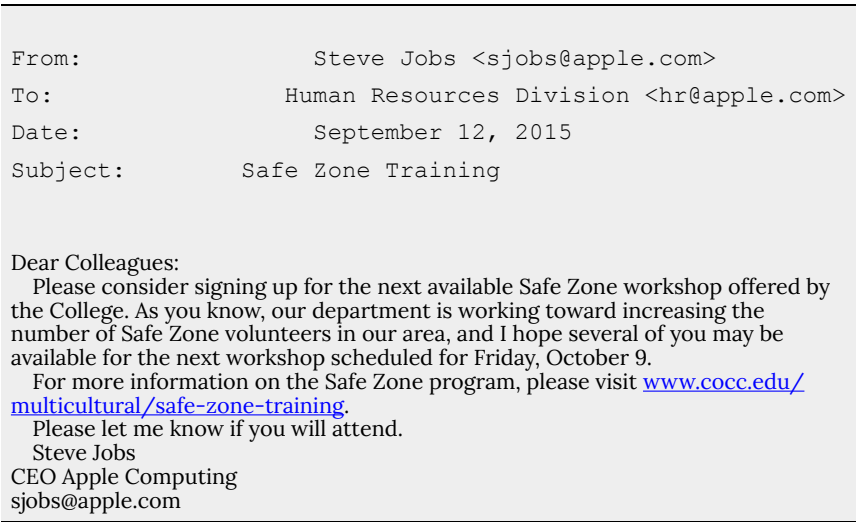 From: Steve Jobs <sjobs@apple.com>
To: Human Resources Division <hr@apple.com>
Date: September 12, 2015
Subject: Safe Zone Training
Dear Colleagues:
Please consider signing up for the next available Safe Zone workshop offered by
the College. As you know, our department is working toward increasing the
number of Safe Zone volunteers in our area, and I hope several of you may be
available for the next workshop scheduled for Friday, October 9.
For more information on the Safe Zone program, please visit www.cocc.edu/
multicultural/safe-zone-training.
Please let me know if you will attend.
Steve Jobs
CEO Apple Computing
sjobs@apple.com